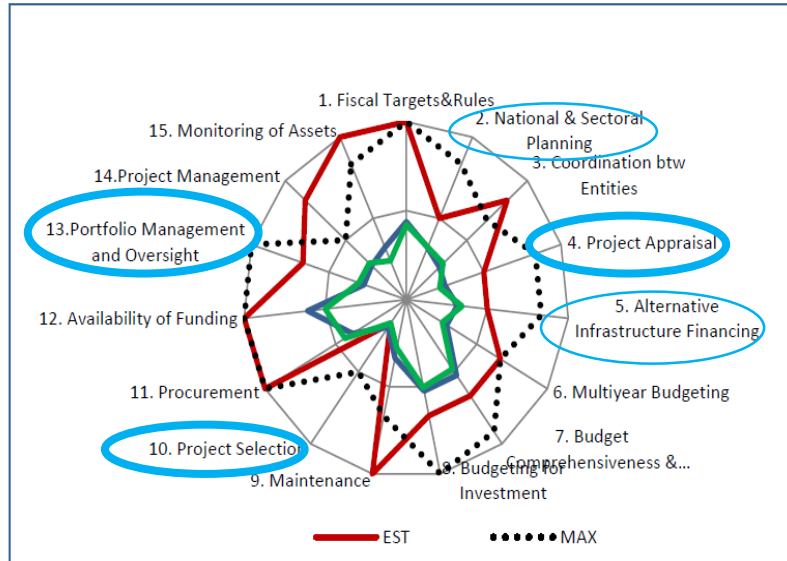 1. Fiscal Targets&Rules
2. National & Sectoral
Planning
3. Coordination btw
Entities
4. Project Appraisal
5. Alternative
Infrastructure Financing
6. Multiyear Budgeting
7. Budget
Comprehensiveness &...
8. Budgeting for
Investment
9. Maintenance
10. Project Selection
11. Procurement
12. Availability of Funding
13.Portfolio Management
and Oversight
14.Project Management
15. Monitoring of Assets
EST
MAX